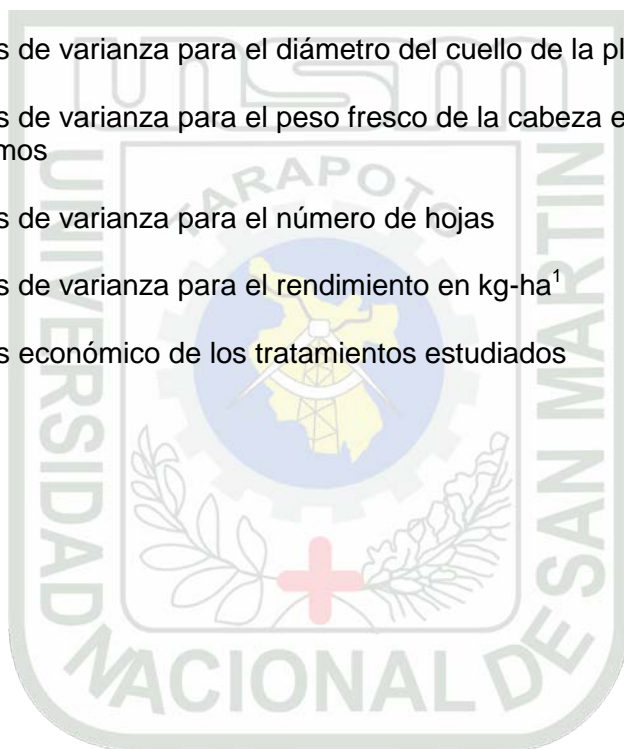 s de varianza para el diámetro del cuello de la pl
s de varianza para el peso fresco de la cabeza e
mos
s de varianza para el número de hojas
s de varianza para el rendimiento en kg-ha¹
s económico de los tratamientos estudiados
unsm
TARAPOTO
UNIVERSIDAD NACIONAL DE SAN MARTIN